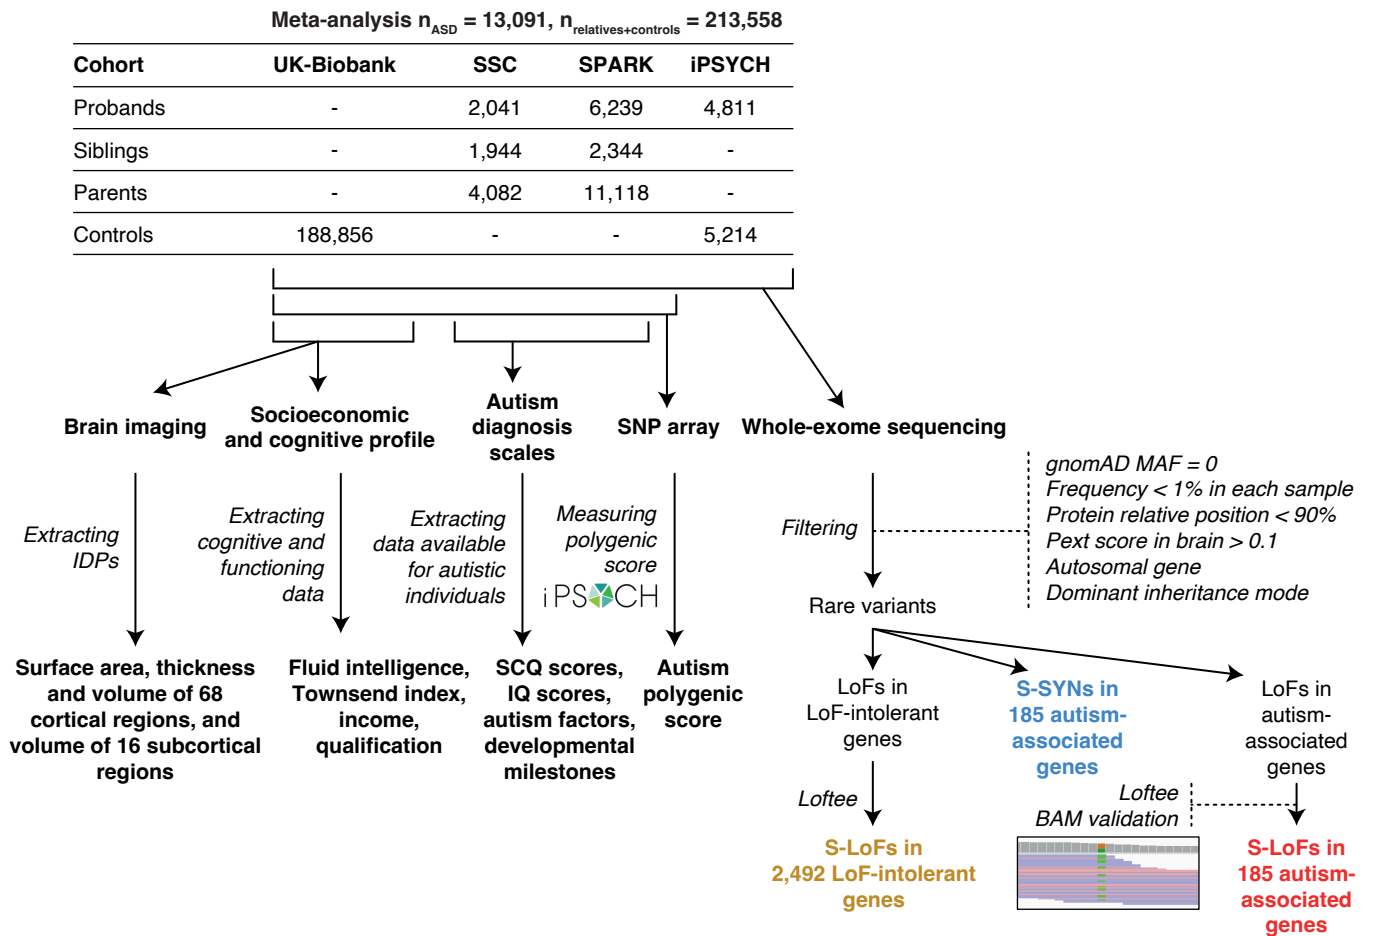 Meta-analysis nASD = 13,091, nrelatives+controls = 213,558
Cohort UK-Biobank SSC SPARK iPSYCH
Probands - 2,041 6,239 4,811
Siblings - 1,944 2,344 -
Parents - 4,082 11,118 -
Controls 188,856 - - 5,214
Brain imaging
Socioeconomic
and cognitive profile
Autism
diagnosis
scales
SNP array
Whole-exome sequencing
Extracting
IDPs
Extracting
cognitive and
functioning
data
Extracting
data available
for autistic
individuals
Measuring
polygenic
score
iPSYCH
Filtering
gnomAD MAF = 0
Frequency < 1% in each sample
Protein relative position < 90%
Pext score in brain > 0.1
Autosomal gene
Dominant inheritance mode
Rare variants
Surface area, thickness
and volume of 68
cortical regions, and
volume of 16 subcortical
regions
Fluid intelligence,
Townsend index,
income,
qualification
SCQ scores,
IQ scores,
autism factors,
developmental
milestones
Autism
polygenic
score
LoFs in
LoF-intolerant
genes
S-SYNs in
185 autism-
associated
genes
LoFs in
autism-
associated
genes
Loftee
Loftee
BAM validation
S-LoFs in
2,492 LoF-intolerant
genes
S-LoFs in
185 autism-
associated
genes